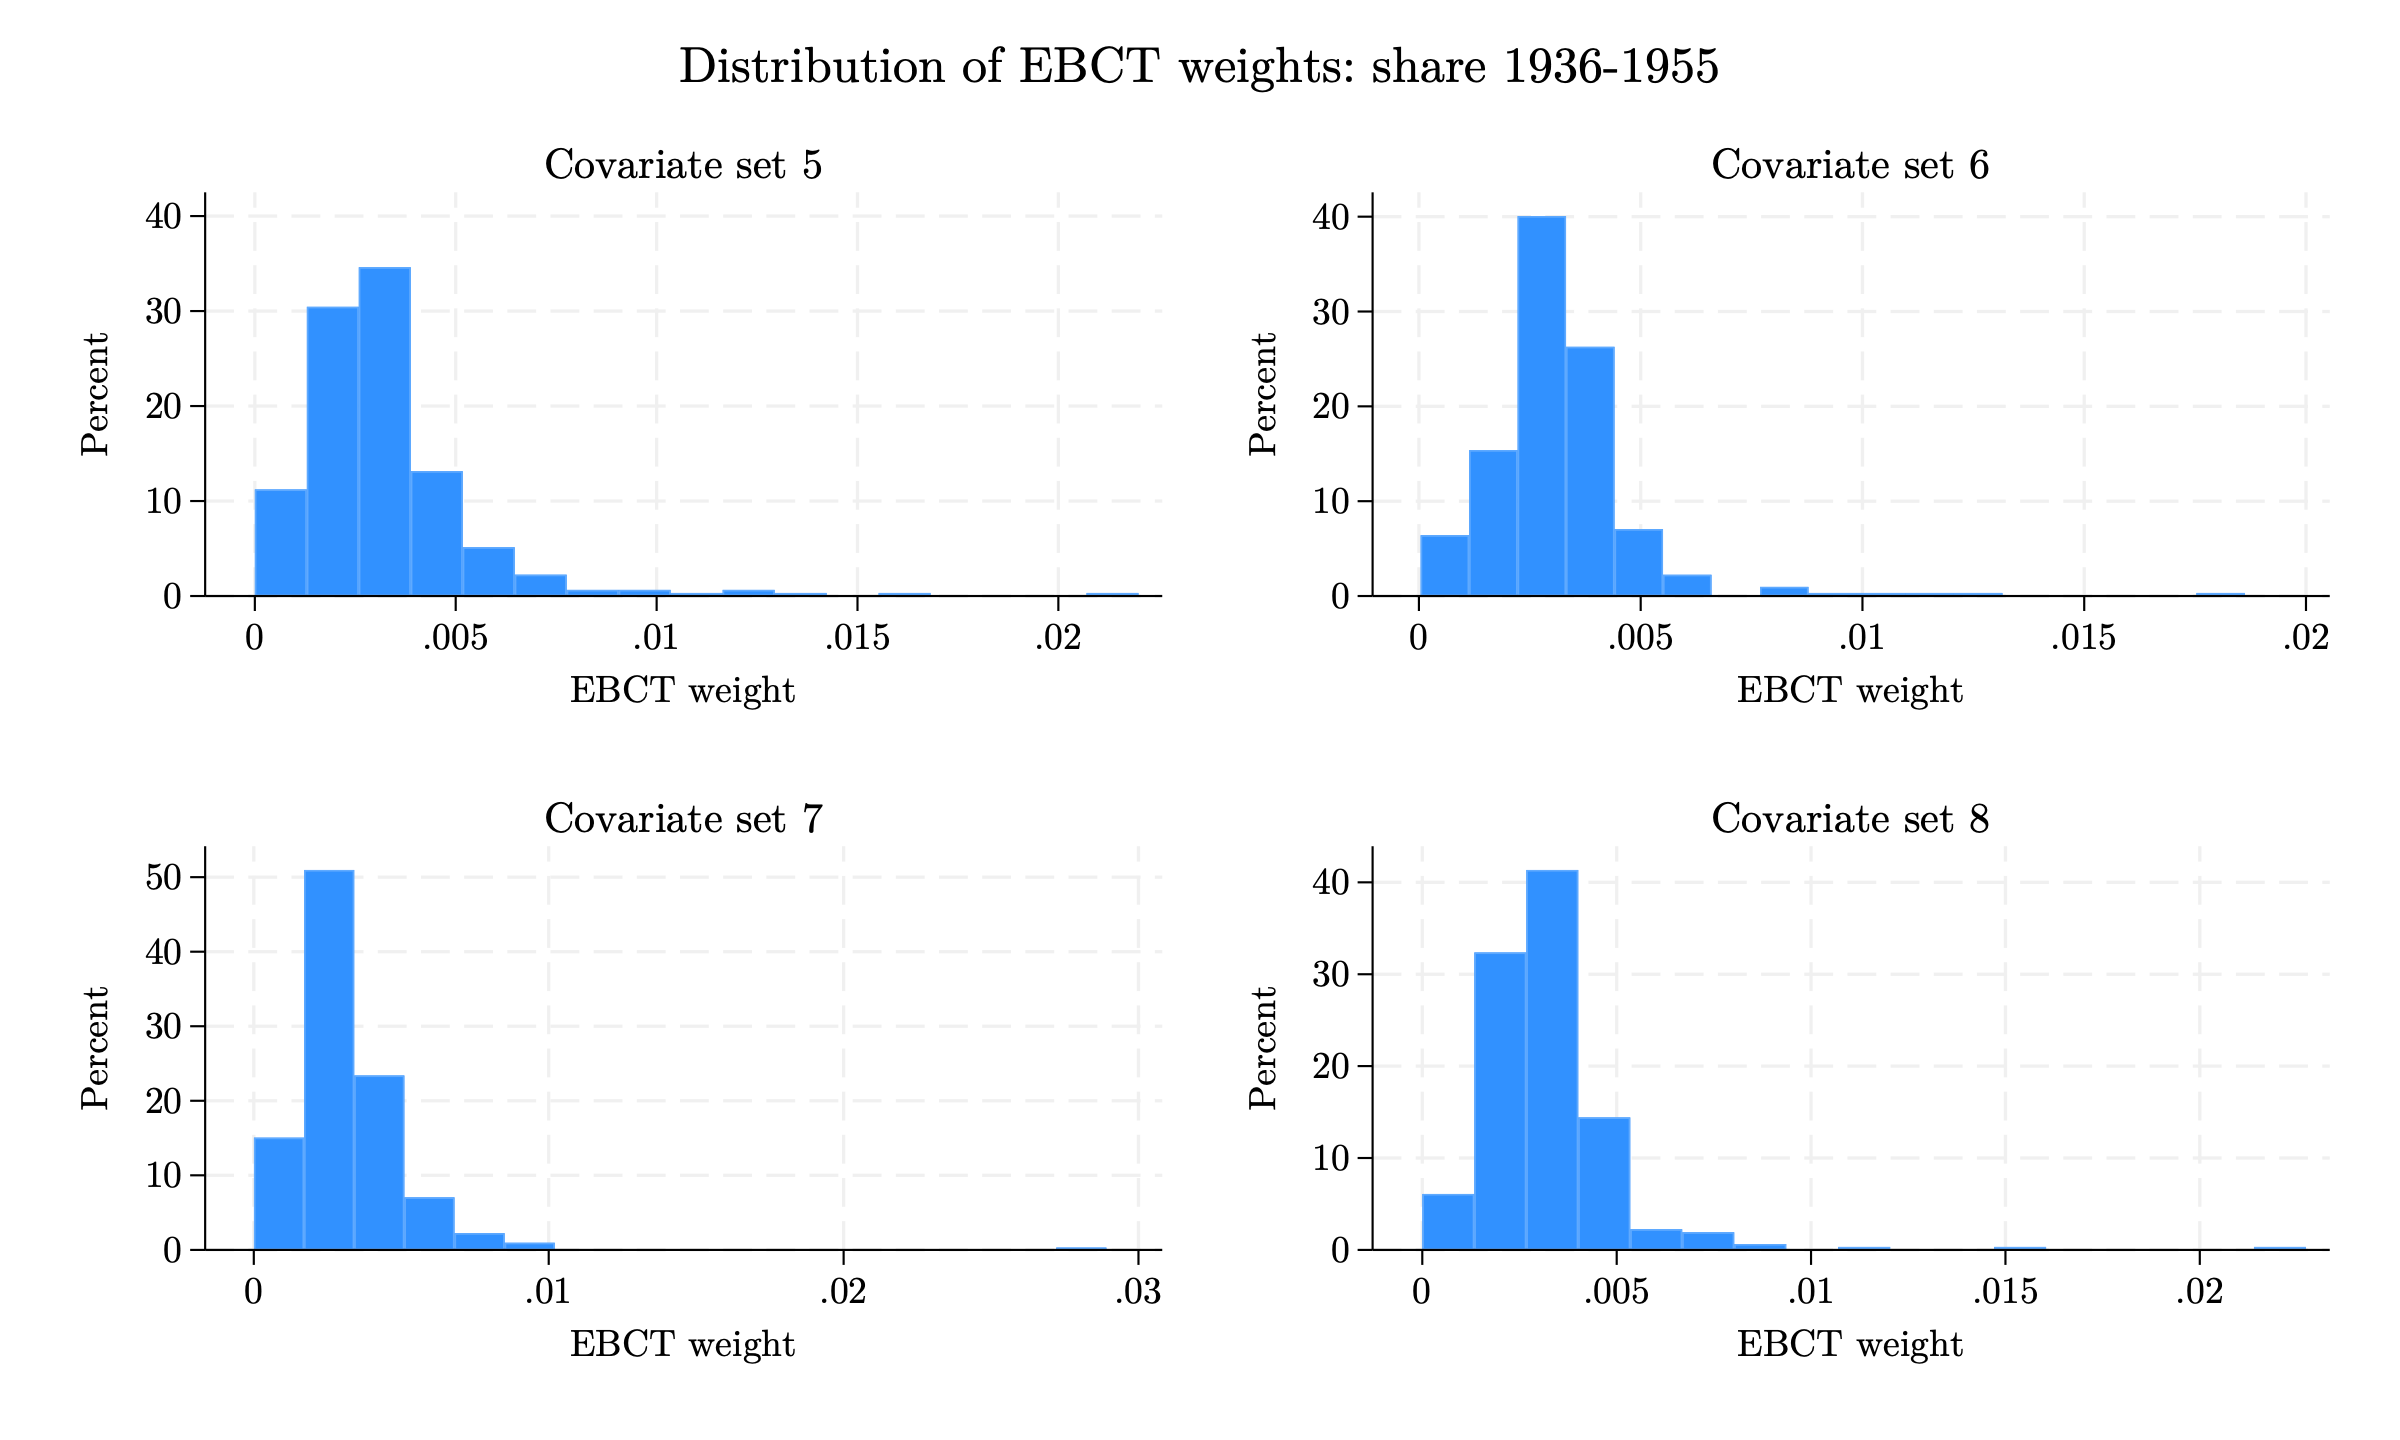 Distribution of EBCT weights: share 1936-1955
Covariate set 5
40
30
20
10
0
Percent
0 .005 .01 .015 .02
EBCT weight
Covariate set 6
40
30
20
10
0
Percent
0 .005 .01 .015 .02
EBCT weight
Covariate set 7
50
40
30
20
10
0
Percent
0 .01 .02 .03
EBCT weight
Covariate set 8
40
30
20
10
0
Percent
0 .005 .01 .015 .02
EBCT weight